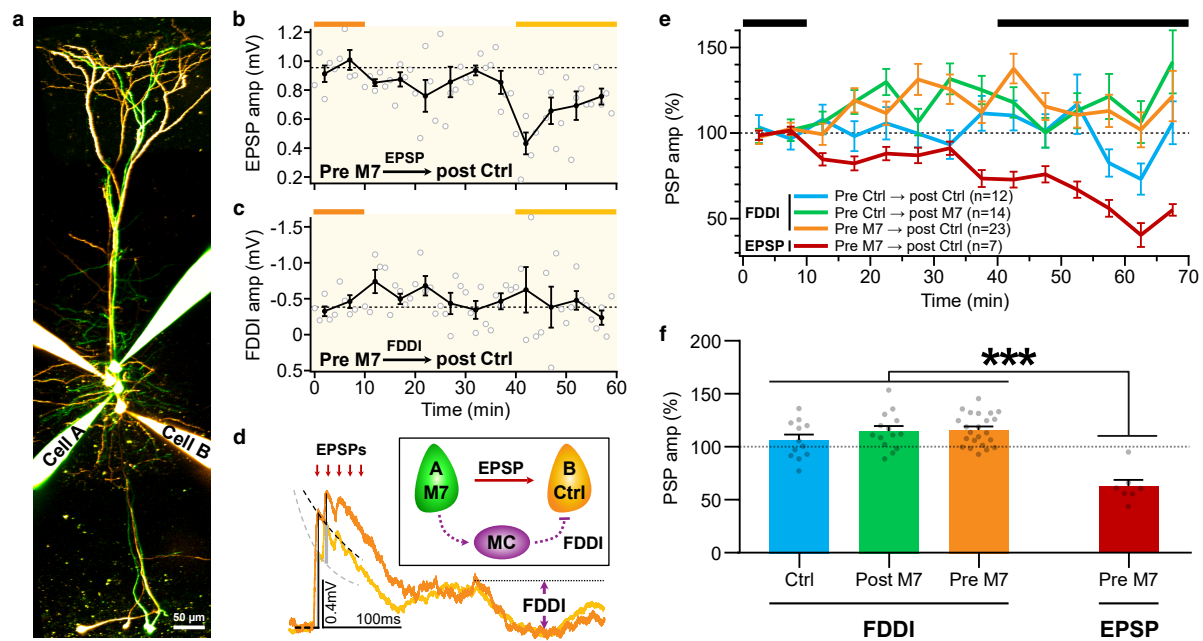 a
Cell A
Cell B
50 µm
b
EPSP amp (mV)
1.2
1.0
0.8
0.6
0.4
0.2
Pre M7 EPSP post Ctrl
c
FDDI amp (mV)
-1.5
-1.0
-0.5
0
0.5
Pre M7 FDDI post Ctrl
0 10 20 30 40 50 60
Time (min)
d
EPSPs
0.4mV
100ms
FDDI
A
M7
EPSP
B
Ctrl
MC
FDDI
e
PSP amp (%)
150
100
50
FDDI
Pre Ctrl → post Ctrl (n=12)
Pre Ctrl → post M7 (n=14)
Pre M7 → post Ctrl (n=23)
EPSP
Pre M7 → post Ctrl (n=7)
0 10 20 30 40 50 60 70
Time (min)
f
PSP amp (%)
200
150
100
50
0
***
Ctrl Post M7 Pre M7 Pre M7
FDDI EPSP